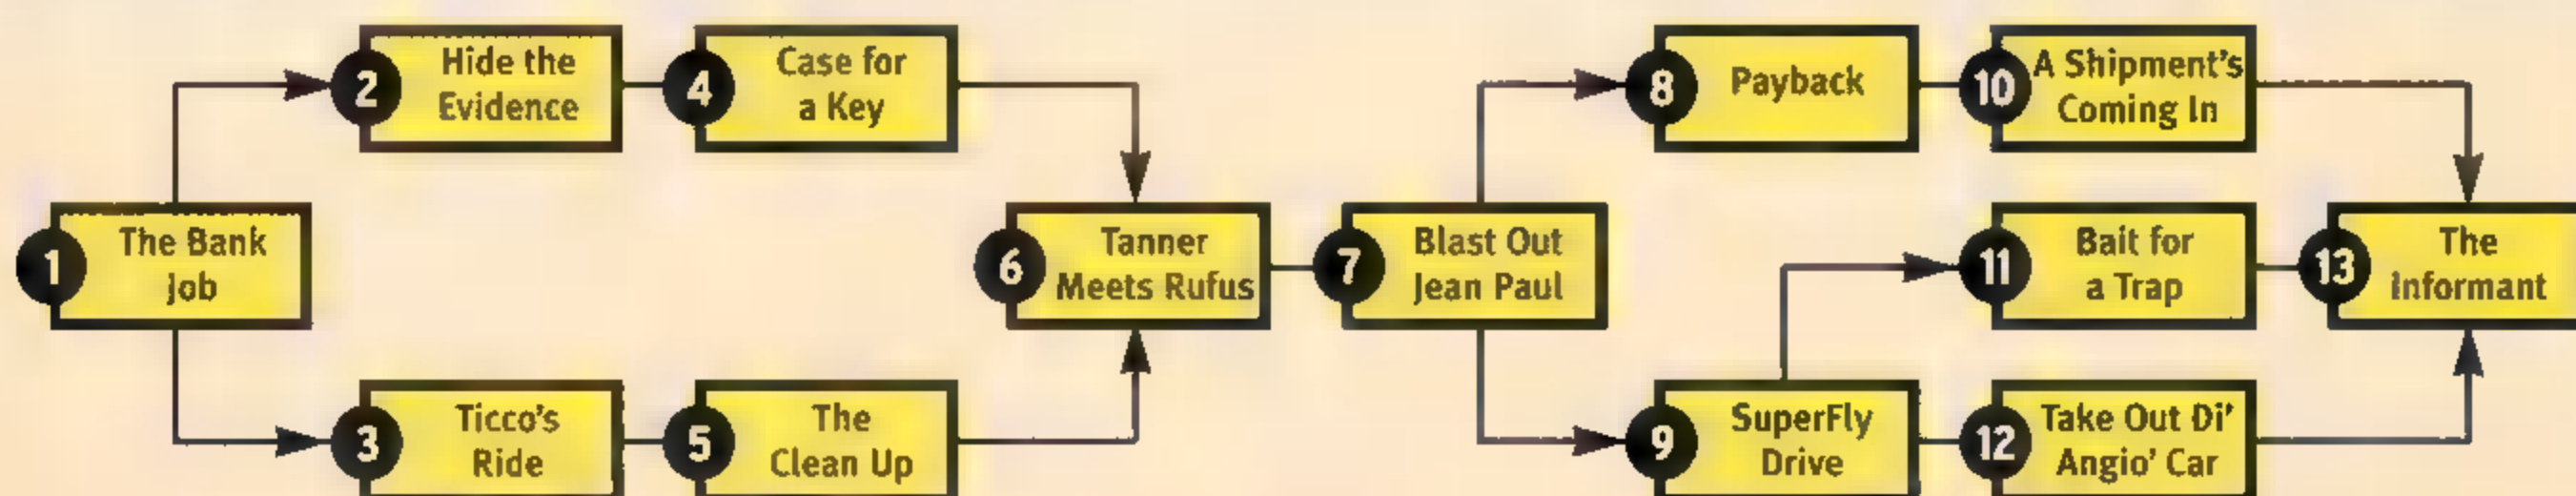 1
The Bank
Job
2
Hide the
Evidence
4
Case for
a Key
3
Ticco's
Ride
5
The
Clean Up
6
Tanner
Meets Rufus
7
Blast Out
Jean Paul
8
Payback
10
A Shipment's
Coming In
9
SuperFly
Drive
11
Bait for
a Trap
12
Take Out Di'
Angio' Car
13
The
Informant